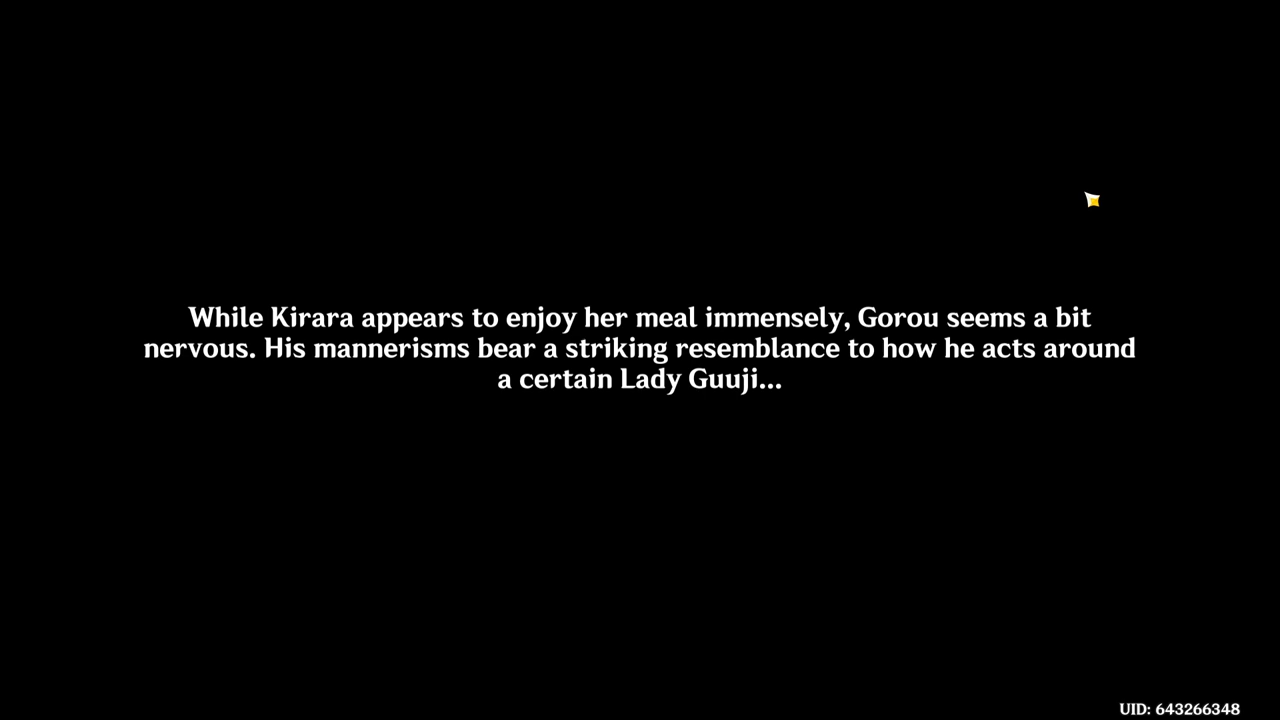 While Kirara appears to enjoy her meal immensely, Gorou seems a bit
nervous. His mannerisms bear a striking resemblance to how he acts around
a certain Lady Guuji...
UID: 643266348